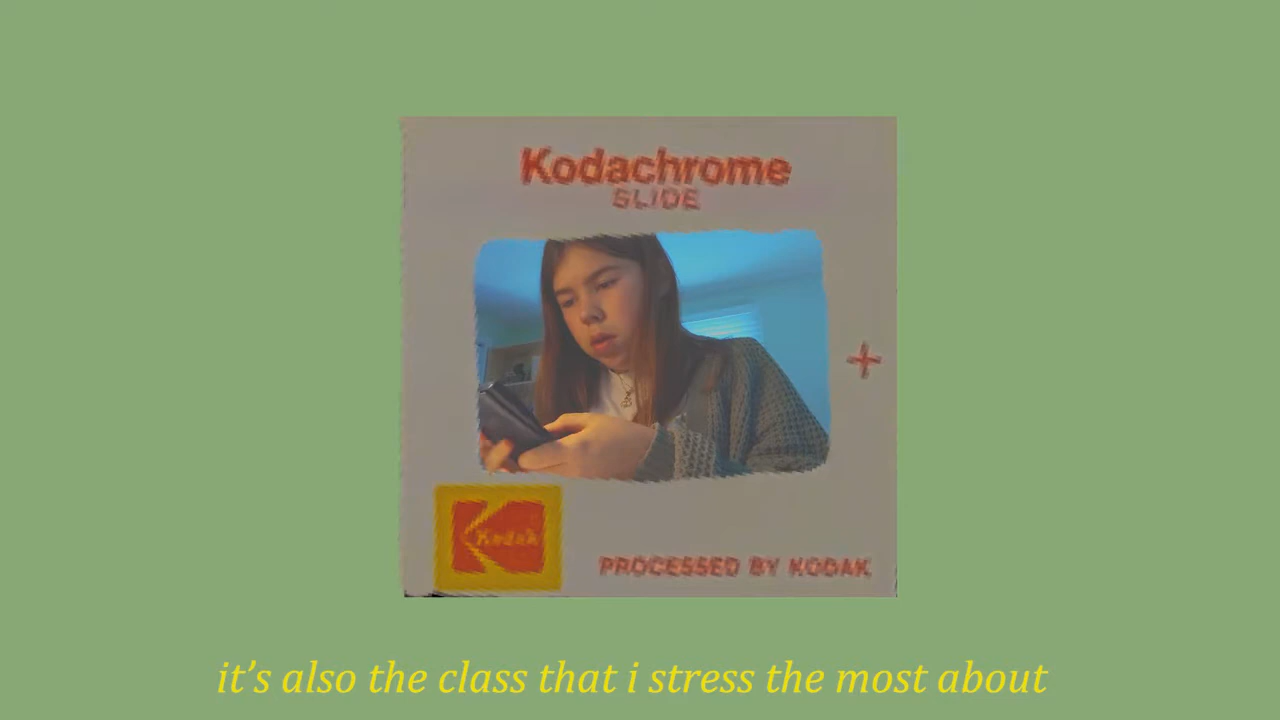 Kodachrome
SLIDE
Kodak
PROCESSED BY KODAK
it’s also the class that i stress the most about